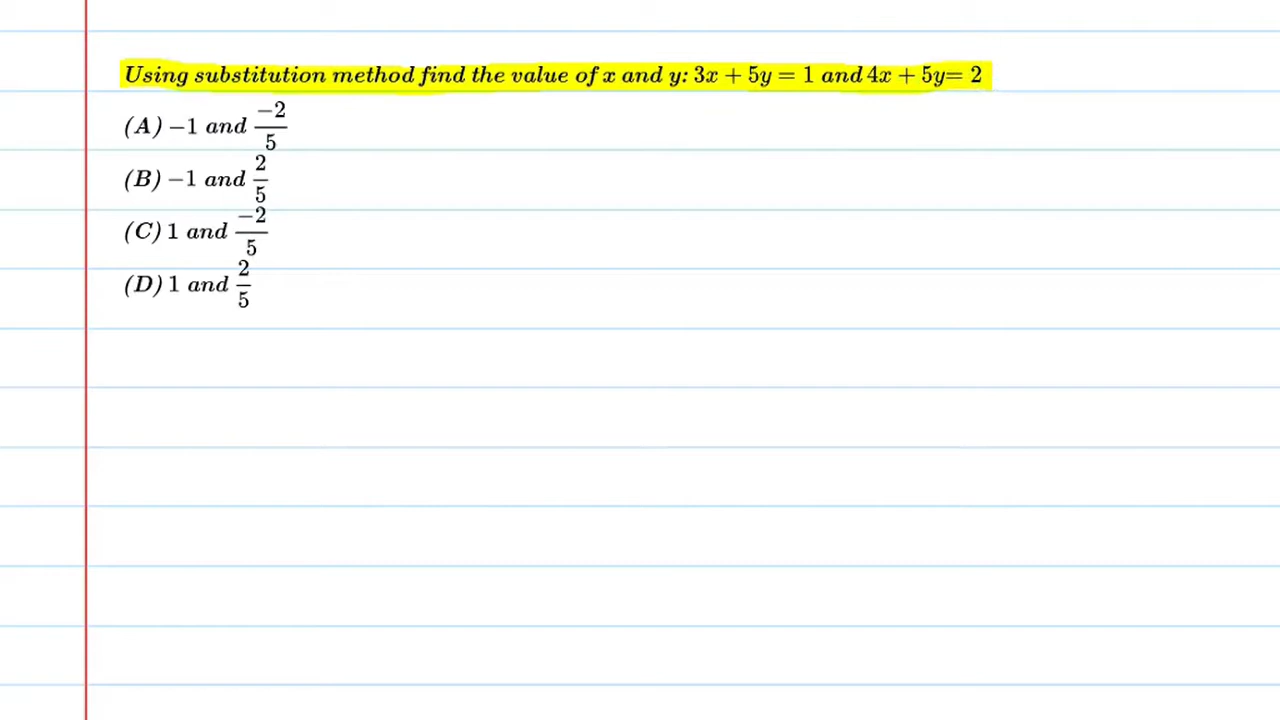 Using substitution method find the value of x and y: 3x + 5y = 1 and 4x + 5y= 2
(A) −1 and −2/5
(B) −1 and 2/5
(C) 1 and −2/5
(D) 1 and 2/5